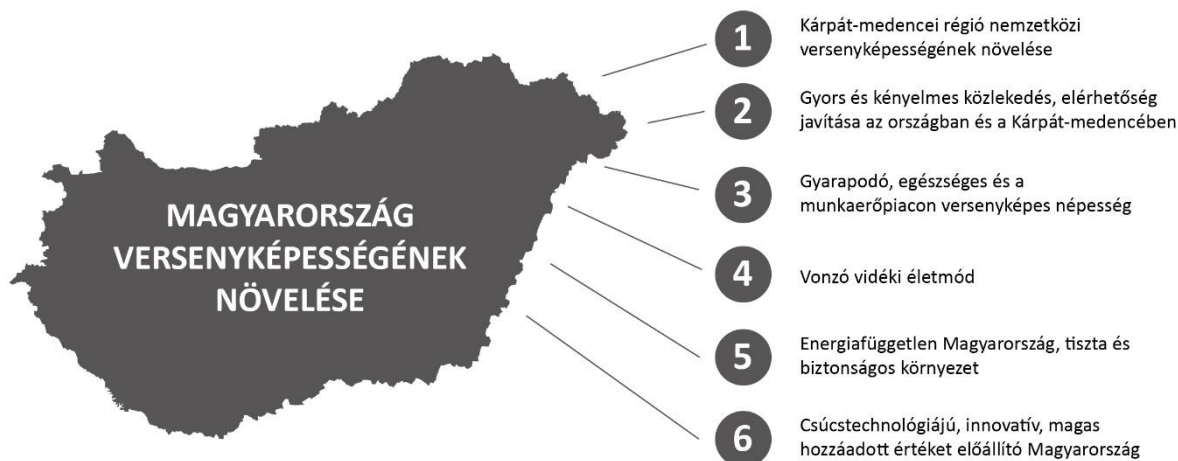 MAGYARORSZÁG
VERSENYKÉPESSÉGÉNEK
NÖVELÉSE
1
Kárpát-medencei régió nemzetközi
versenyképességének növelése
2
Gyors és kényelmes közlekedés, elérhetőség
javítása az országban és a Kárpát-medencében
3
Gyarapodó, egészséges és a
munkaerőpiacon versenyképes népesség
4
Vonzó vidéki életmód
5
Energiafüggetlen Magyarország, tiszta és
biztonságos környezet
6
Csúcstechnológiájú, innovatív, magas
hozzáadott értéket előállító Magyarország